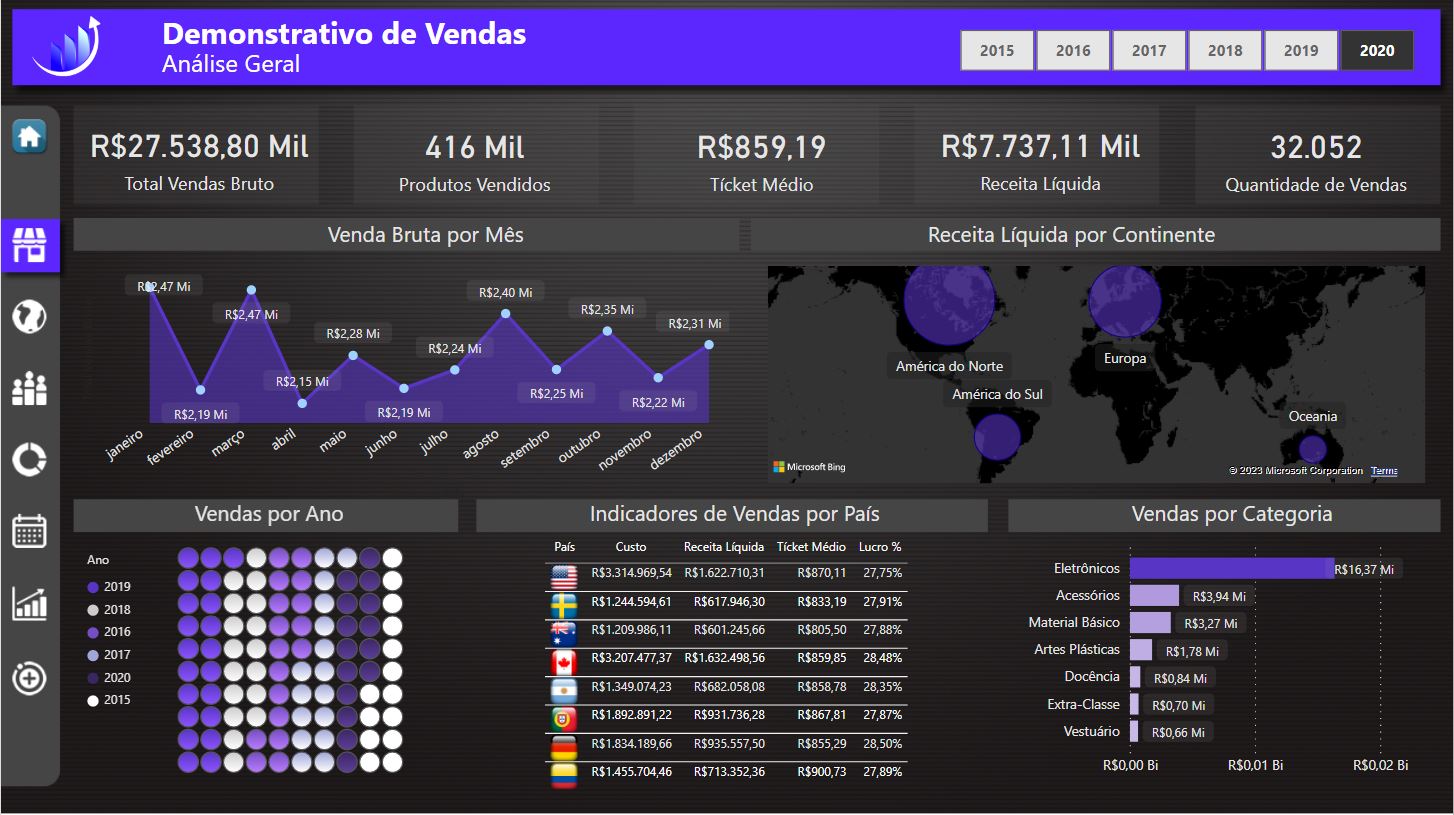 Demonstrativo de Vendas
Análise Geral
2015 2016 2017 2018 2019 2020
R$27.538,80 Mil
Total Vendas Bruto
416 Mil
Produtos Vendidos
R$859,19
Tícket Médio
R$7.737,11 Mil
Receita Líquida
32.052
Quantidade de Vendas
Venda Bruta por Mês
R$2,47 Mi
R$2,19 Mi
R$2,47 Mi
R$2,15 Mi
R$2,28 Mi
R$2,19 Mi
R$2,24 Mi
R$2,40 Mi
R$2,25 Mi
R$2,35 Mi
R$2,22 Mi
R$2,31 Mi
janeiro
fevereiro
março
abril
maio
junho
julho
agosto
setembro
outubro
novembro
dezembro
Receita Líquida por Continente
América do Norte
Europa
América do Sul
Oceania
Microsoft Bing
© 2023 Microsoft Corporation Terms
Vendas por Ano
Ano
2019
2018
2016
2017
2020
2015
Indicadores de Vendas por País
País Custo Receita Líquida Tícket Médio Lucro %
R$3.314.969,54 R$1.622.710,31 R$870,11 27,75%
R$1.244.594,61 R$617.946,30 R$833,19 27,91%
R$1.209.986,11 R$601.245,66 R$805,50 27,88%
R$3.207.477,37 R$1.632.498,56 R$859,85 28,48%
R$1.349.074,23 R$682.058,08 R$858,78 28,35%
R$1.892.891,22 R$931.736,28 R$867,81 27,87%
R$1.834.189,66 R$935.557,50 R$855,29 28,50%
R$1.455.704,46 R$713.352,36 R$900,73 27,89%
Vendas por Categoria
Eletrônicos R$16,37 Mi
Acessórios R$3,94 Mi
Material Básico R$3,27 Mi
Artes Plásticas R$1,78 Mi
Docência R$0,84 Mi
Extra-Classe R$0,70 Mi
Vestuário R$0,66 Mi
R$0,00 Bi R$0,01 Bi R$0,02 Bi